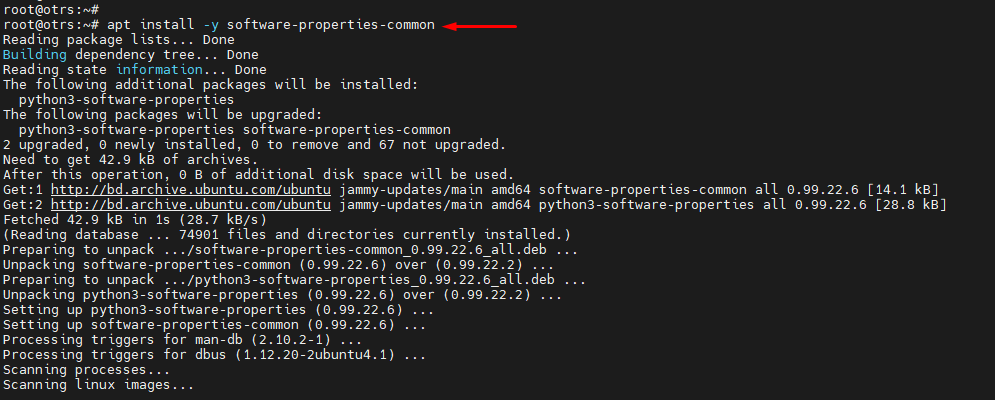 root@otrs:~#
root@otrs:~# apt install -y software-properties-common
Reading package lists... Done
Building dependency tree... Done
Reading state information... Done
The following additional packages will be installed:
  python3-software-properties
The following packages will be upgraded:
  python3-software-properties software-properties-common
2 upgraded, 0 newly installed, 0 to remove and 67 not upgraded.
Need to get 42.9 kB of archives.
After this operation, 0 B of additional disk space will be used.
Get:1 http://bd.archive.ubuntu.com/ubuntu jammy-updates/main amd64 software-properties-common all 0.99.22.6 [14.1 kB]
Get:2 http://bd.archive.ubuntu.com/ubuntu jammy-updates/main amd64 python3-software-properties all 0.99.22.6 [28.8 kB]
Fetched 42.9 kB in 1s (28.7 kB/s)
(Reading database ... 74901 files and directories currently installed.)
Preparing to unpack .../software-properties-common_0.99.22.6_all.deb ...
Unpacking software-properties-common (0.99.22.6) over (0.99.22.2) ...
Preparing to unpack .../python3-software-properties_0.99.22.6_all.deb ...
Unpacking python3-software-properties (0.99.22.6) over (0.99.22.2) ...
Setting up python3-software-properties (0.99.22.6) ...
Setting up software-properties-common (0.99.22.6) ...
Processing triggers for man-db (2.10.2-1) ...
Processing triggers for dbus (1.12.20-2ubuntu4.1) ...
Scanning processes...
Scanning linux images...